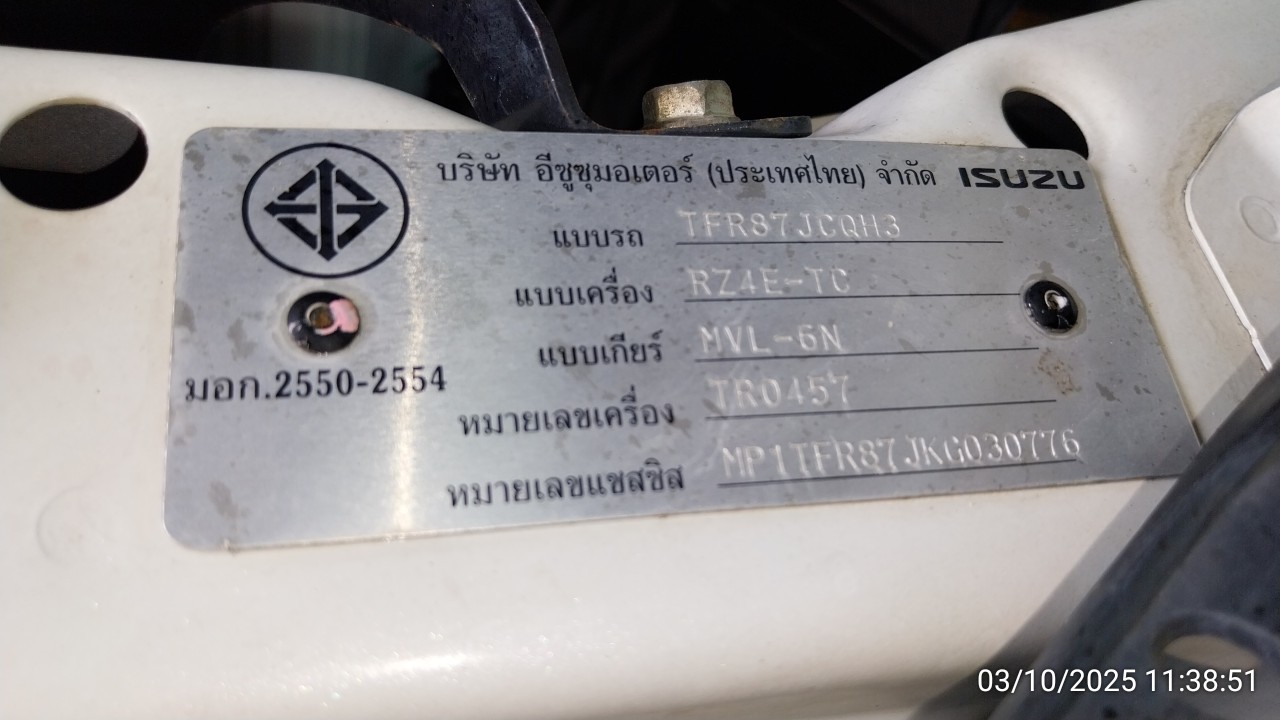 บริษัท อีซูซุมอเตอร์ (ประเทศไทย) จำกัด ISUZU
แบบรถ TFR87JCQH3
แบบเครื่อง RZ4E-TC
แบบเกียร์ MVL-6N
มอก.2550-2554
หมายเลขเครื่อง TR0457
หมายเลขแชสซิส MP1TFR87JKG030776
03/10/2025 11:38:51